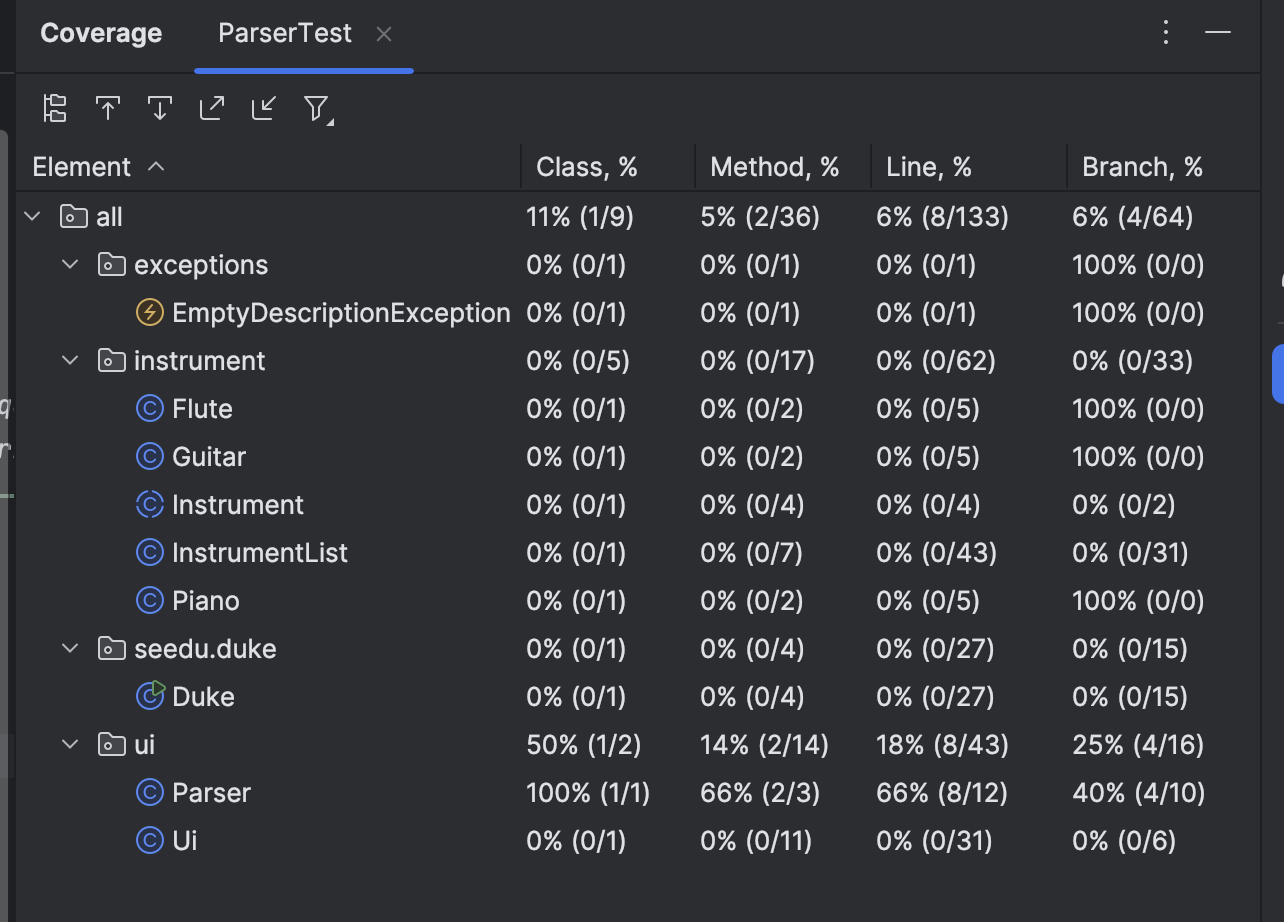 Coverage ParserTest
Element Class, % Method, % Line, % Branch, %
all 11% (1/9) 5% (2/36) 6% (8/133) 6% (4/64)
exceptions 0% (0/1) 0% (0/1) 0% (0/1) 100% (0/0)
EmptyDescriptionException 0% (0/1) 0% (0/1) 0% (0/1) 100% (0/0)
instrument 0% (0/5) 0% (0/17) 0% (0/62) 0% (0/33)
Flute 0% (0/1) 0% (0/2) 0% (0/5) 100% (0/0)
Guitar 0% (0/1) 0% (0/2) 0% (0/5) 100% (0/0)
Instrument 0% (0/1) 0% (0/4) 0% (0/4) 0% (0/2)
InstrumentList 0% (0/1) 0% (0/7) 0% (0/43) 0% (0/31)
Piano 0% (0/1) 0% (0/2) 0% (0/5) 100% (0/0)
seedu.duke 0% (0/1) 0% (0/4) 0% (0/27) 0% (0/15)
Duke 0% (0/1) 0% (0/4) 0% (0/27) 0% (0/15)
ui 50% (1/2) 14% (2/14) 18% (8/43) 25% (4/16)
Parser 100% (1/1) 66% (2/3) 66% (8/12) 40% (4/10)
Ui 0% (0/1) 0% (0/11) 0% (0/31) 0% (0/6)